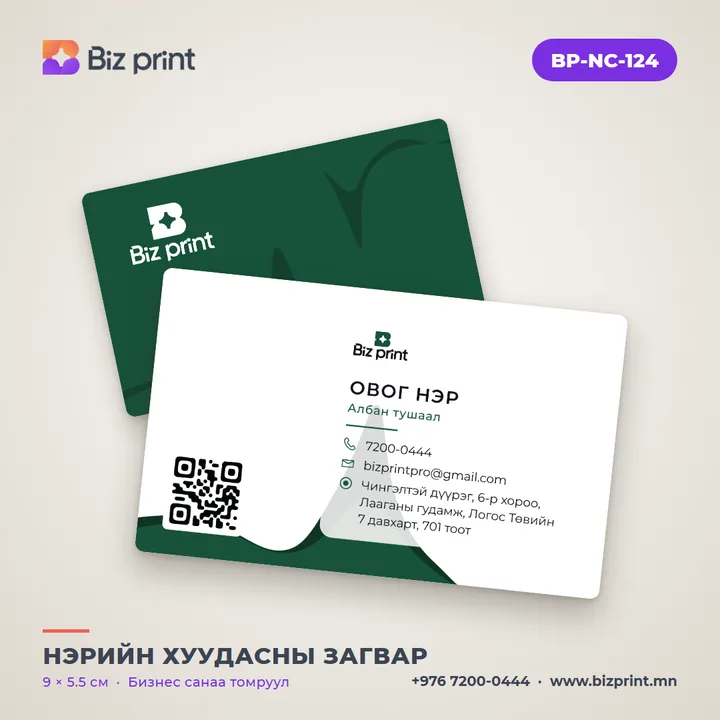 Biz print
BP-NC-124
Biz print
Biz print
ОВОГ НЭР
Албан тушаал
7200-0444
bizprintpro@gmail.com
Чингэлтэй дүүрэг, 6-р хороо,
Лааганы гудамж, Логос Төвийн
7 давхарт, 701 тоот
НЭРИЙН ХУУДАСНЫ ЗАГВАР
9 × 5.5 см · Бизнес санаа томруул
+976 7200-0444 · www.bizprint.mn